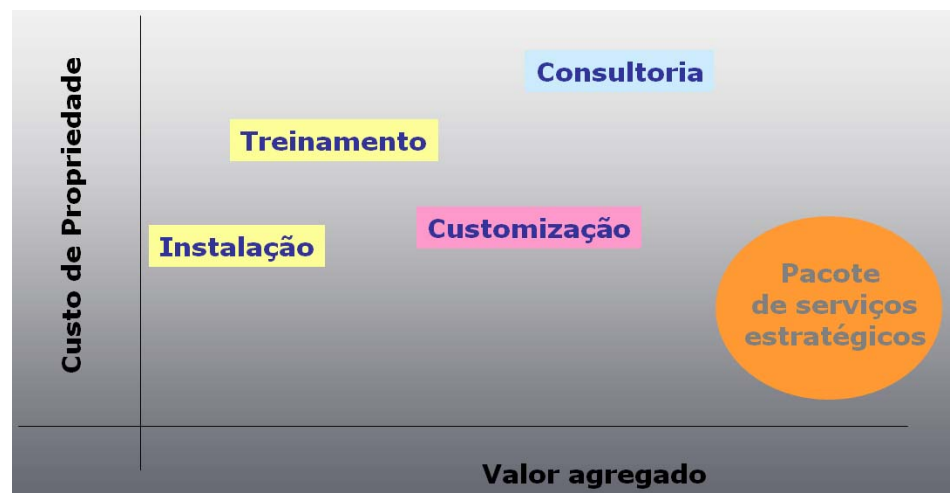 Custo de Propriedade
Consultoria
Treinamento
Customização
Instalação
Pacote
de serviços
estratégicos
Valor agregado